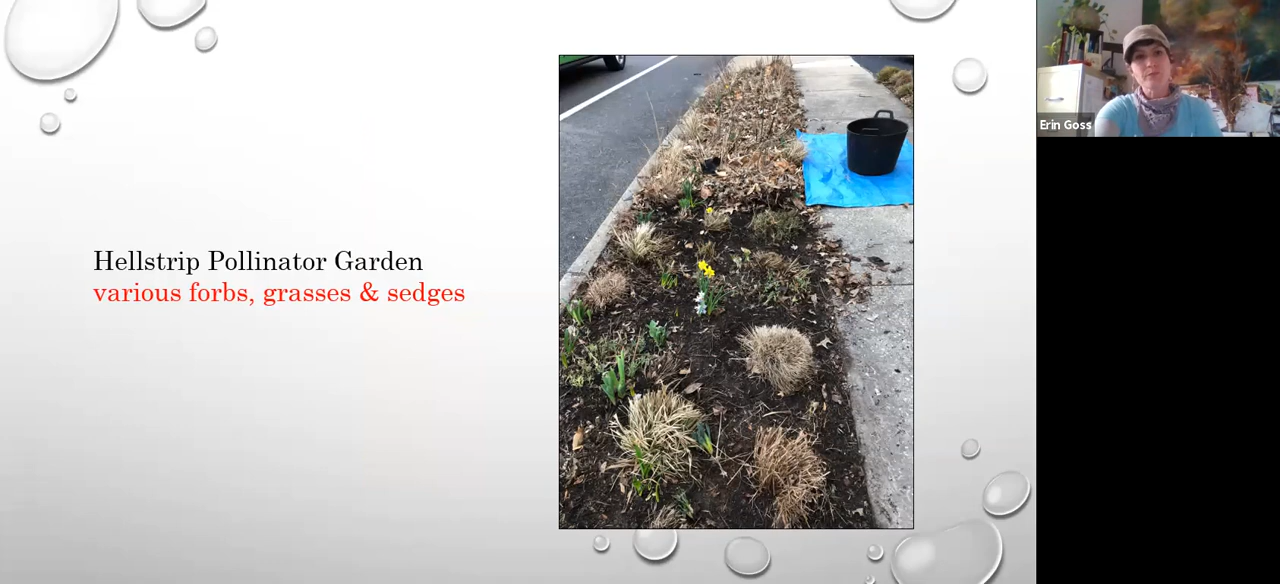 Hellstrip Pollinator Garden
various forbs, grasses & sedges
Erin Goss